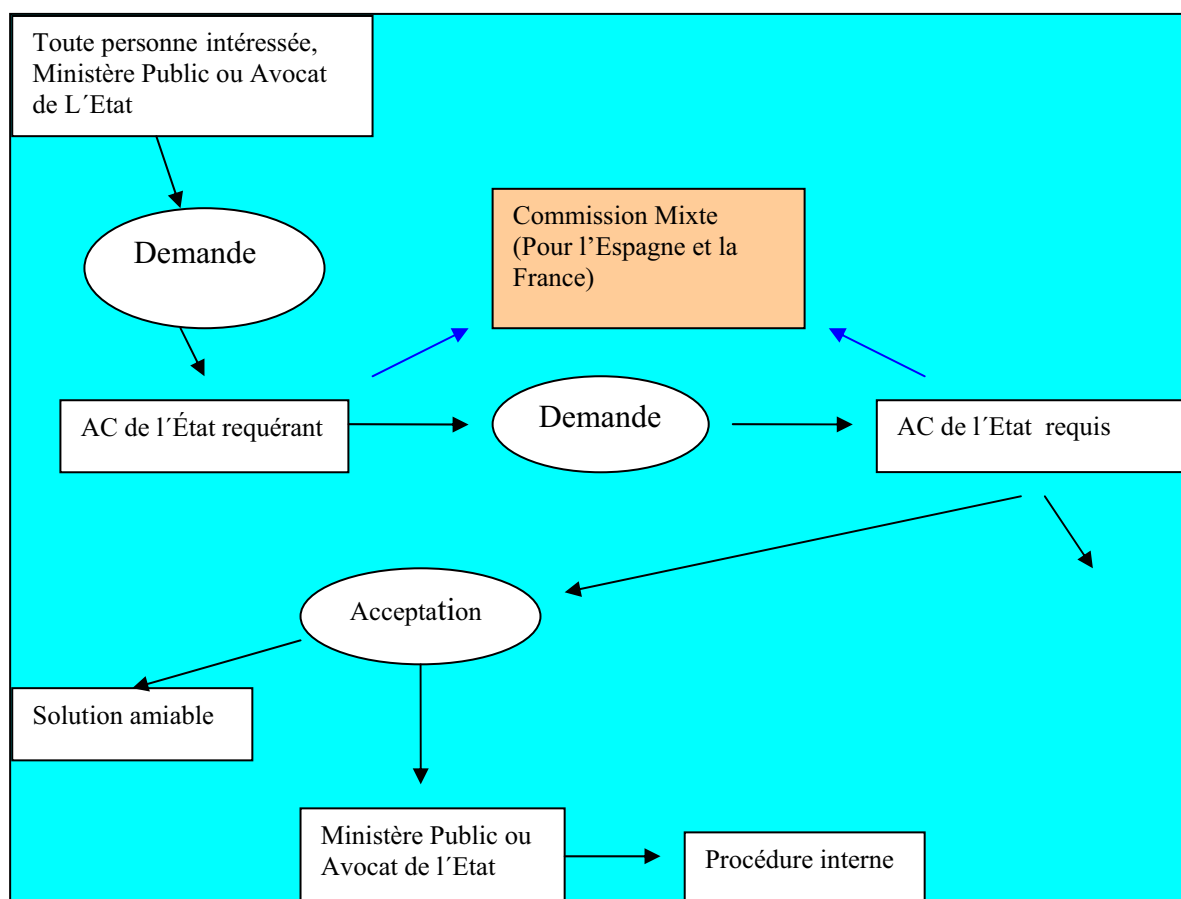 Toute personne intéressée,
Ministère Public ou Avocat
de L´Etat
Demande
Commission Mixte
(Pour l’Espagne et la
France)
AC de l´État requérant
Demande
AC de l´Etat requis
Acceptation
Solution amiable
Ministère Public ou
Avocat de l´Etat
Procédure interne